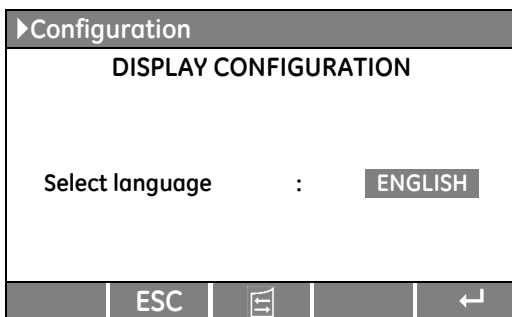 Configuration
DISPLAY CONFIGURATION
Select language : ENGLISH
ESC